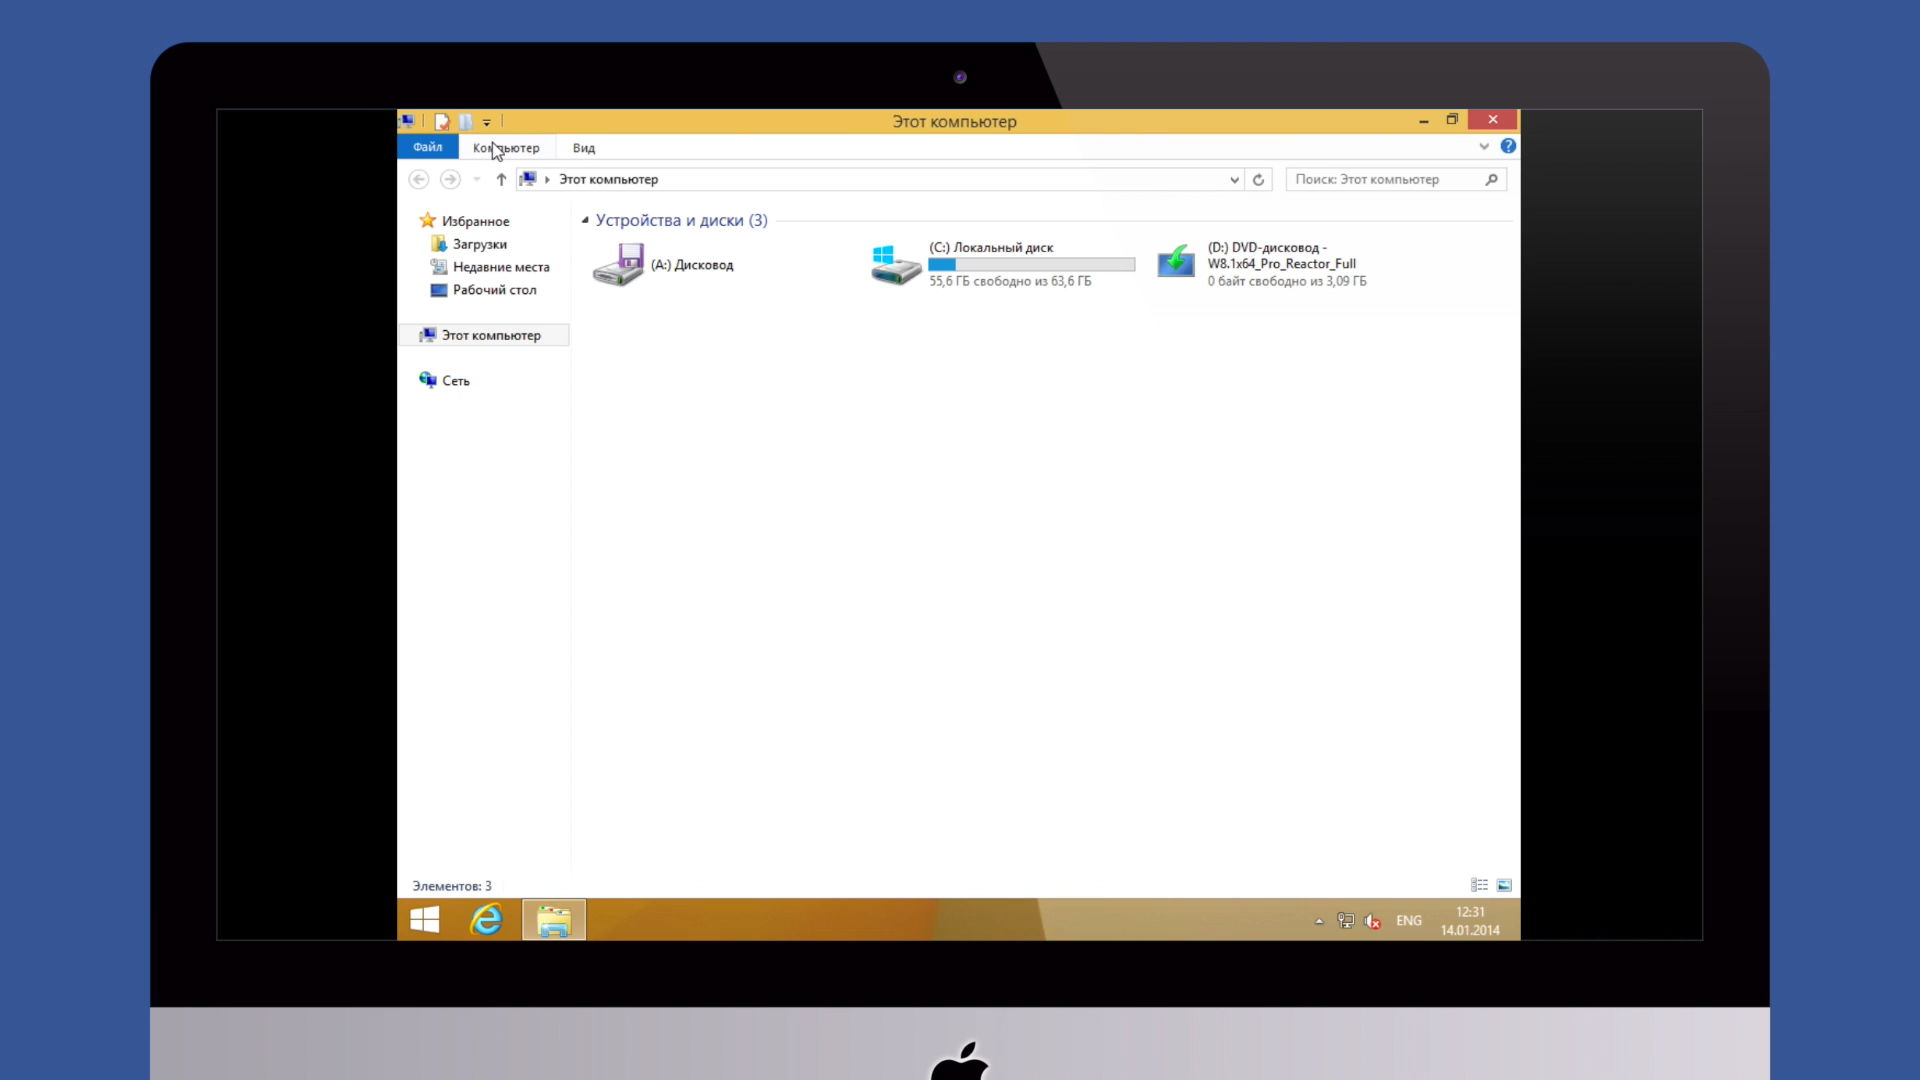 Этот компьютер
Файл
Компьютер
Вид
Этот компьютер
Поиск: Этот компьютер
Избранное
Загрузки
Недавние места
Рабочий стол
Этот компьютер
Сеть
Устройства и диски (3)
(A:) Дисковод
(C:) Локальный диск
55,6 ГБ свободно из 63,6 ГБ
(D:) DVD-дисковод -
W8.1x64_Pro_Reactor_Full
0 байт свободно из 3,09 ГБ
Элементов: 3
ENG
12:31
14.01.2014